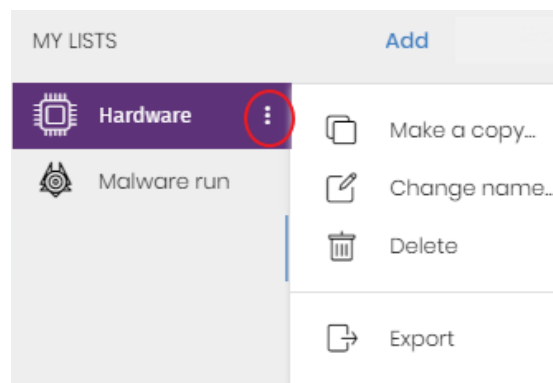 MY LISTS
Add
Hardware
Malware run
Make a copy...
Change name...
Delete
Export